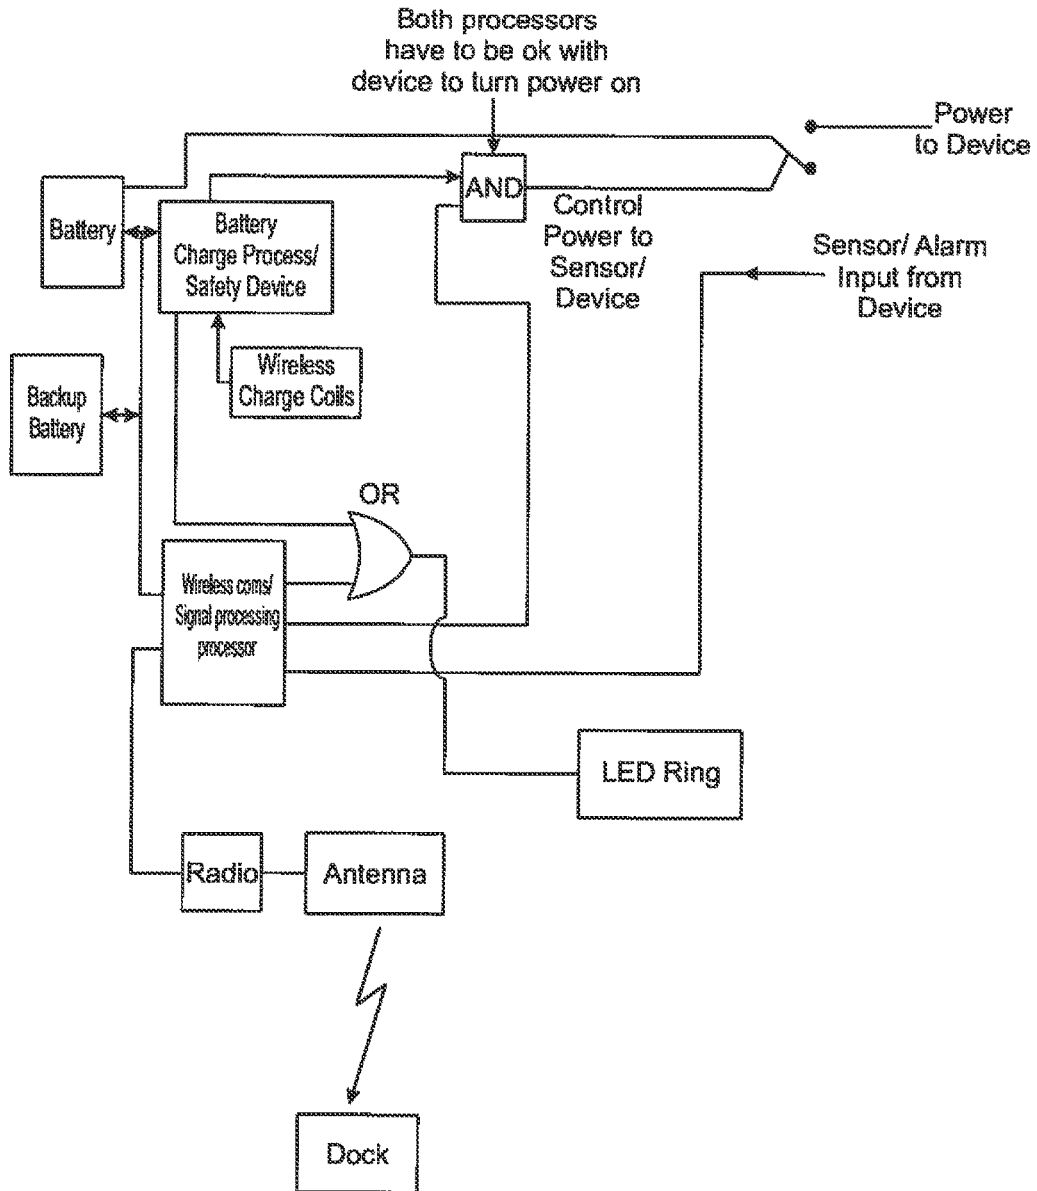 Both processors
have to be ok with
device to turn power on
Power
to Device
AND
Battery
Battery
Charge Process/
Safety Device
Control
Power to
Sensor/
Device
Sensor/ Alarm
Input from
Device
Wireless
Charge Coils
Backup
Battery
OR
Wireless coms/
Signal processing
processor
LED Ring
Radio
Antenna
Dock